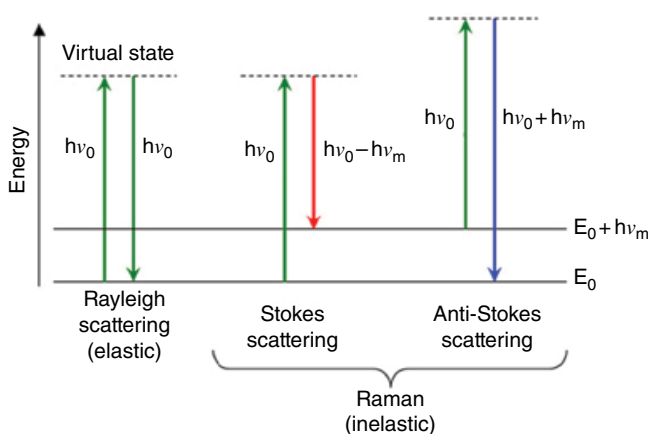 Virtual state
Energy
hν₀
hν₀
hν₀
hν₀–hνₘ
hν₀
hν₀+hνₘ
E₀+hνₘ
E₀
Rayleigh
scattering
(elastic)
Stokes
scattering
Anti-Stokes
scattering
Raman
(inelastic)